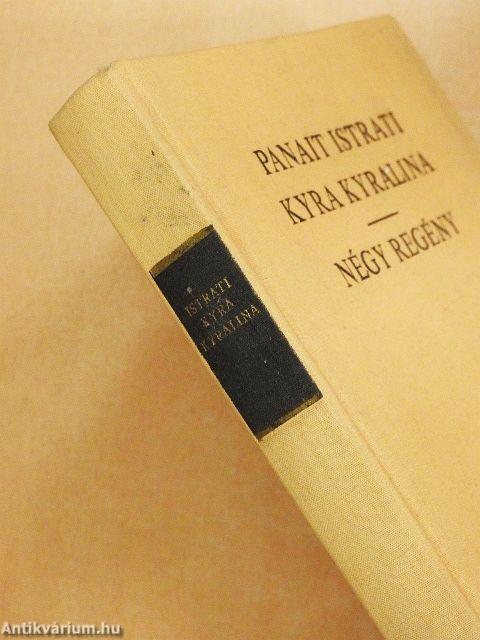 PANAIT ISTRATI
KYRA KYRALINA
NÉGY REGÉNY
ISTRATI
KYRA
KYRALINA
Antikvárium.hu